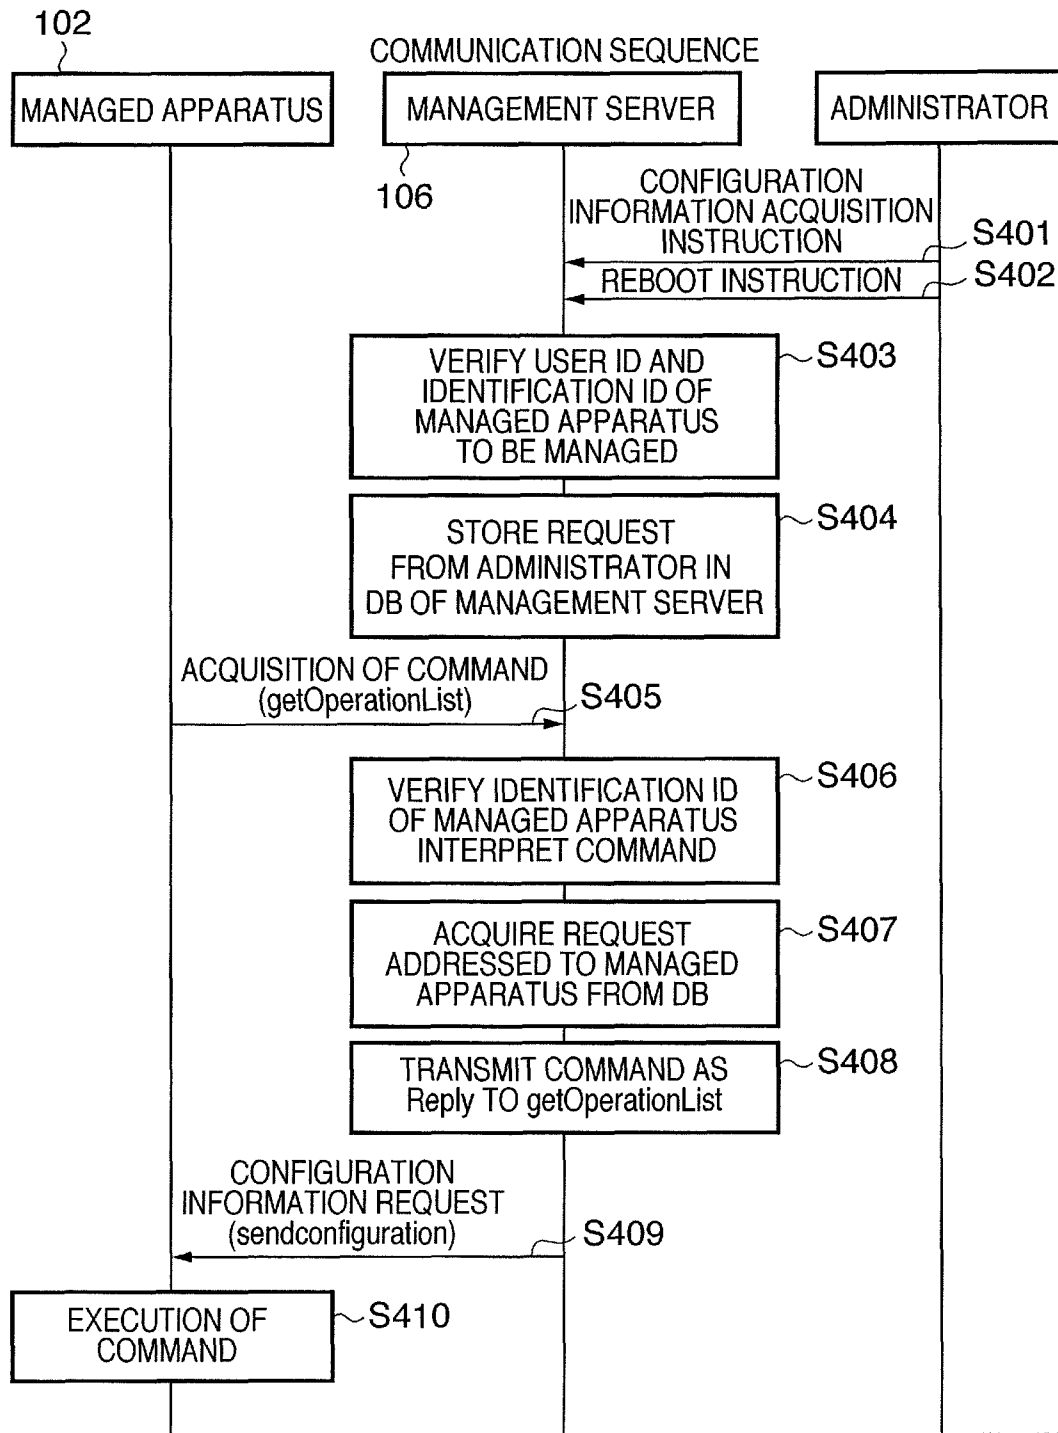 102
COMMUNICATION SEQUENCE
MANAGED APPARATUS
MANAGEMENT SERVER
ADMINISTRATOR
106
CONFIGURATION
INFORMATION ACQUISITION
INSTRUCTION
S401
REBOOT INSTRUCTION
S402
VERIFY USER ID AND
IDENTIFICATION ID OF
MANAGED APPARATUS
TO BE MANAGED
S403
STORE REQUEST
FROM ADMINISTRATOR IN
DB OF MANAGEMENT SERVER
S404
ACQUISITION OF COMMAND
(getOperationList)
S405
VERIFY IDENTIFICATION ID
OF MANAGED APPARATUS
INTERPRET COMMAND
S406
ACQUIRE REQUEST
ADDRESSED TO MANAGED
APPARATUS FROM DB
S407
TRANSMIT COMMAND AS
Reply TO getOperationList
S408
CONFIGURATION
INFORMATION REQUEST
(sendconfiguration)
S409
EXECUTION OF
COMMAND
S410